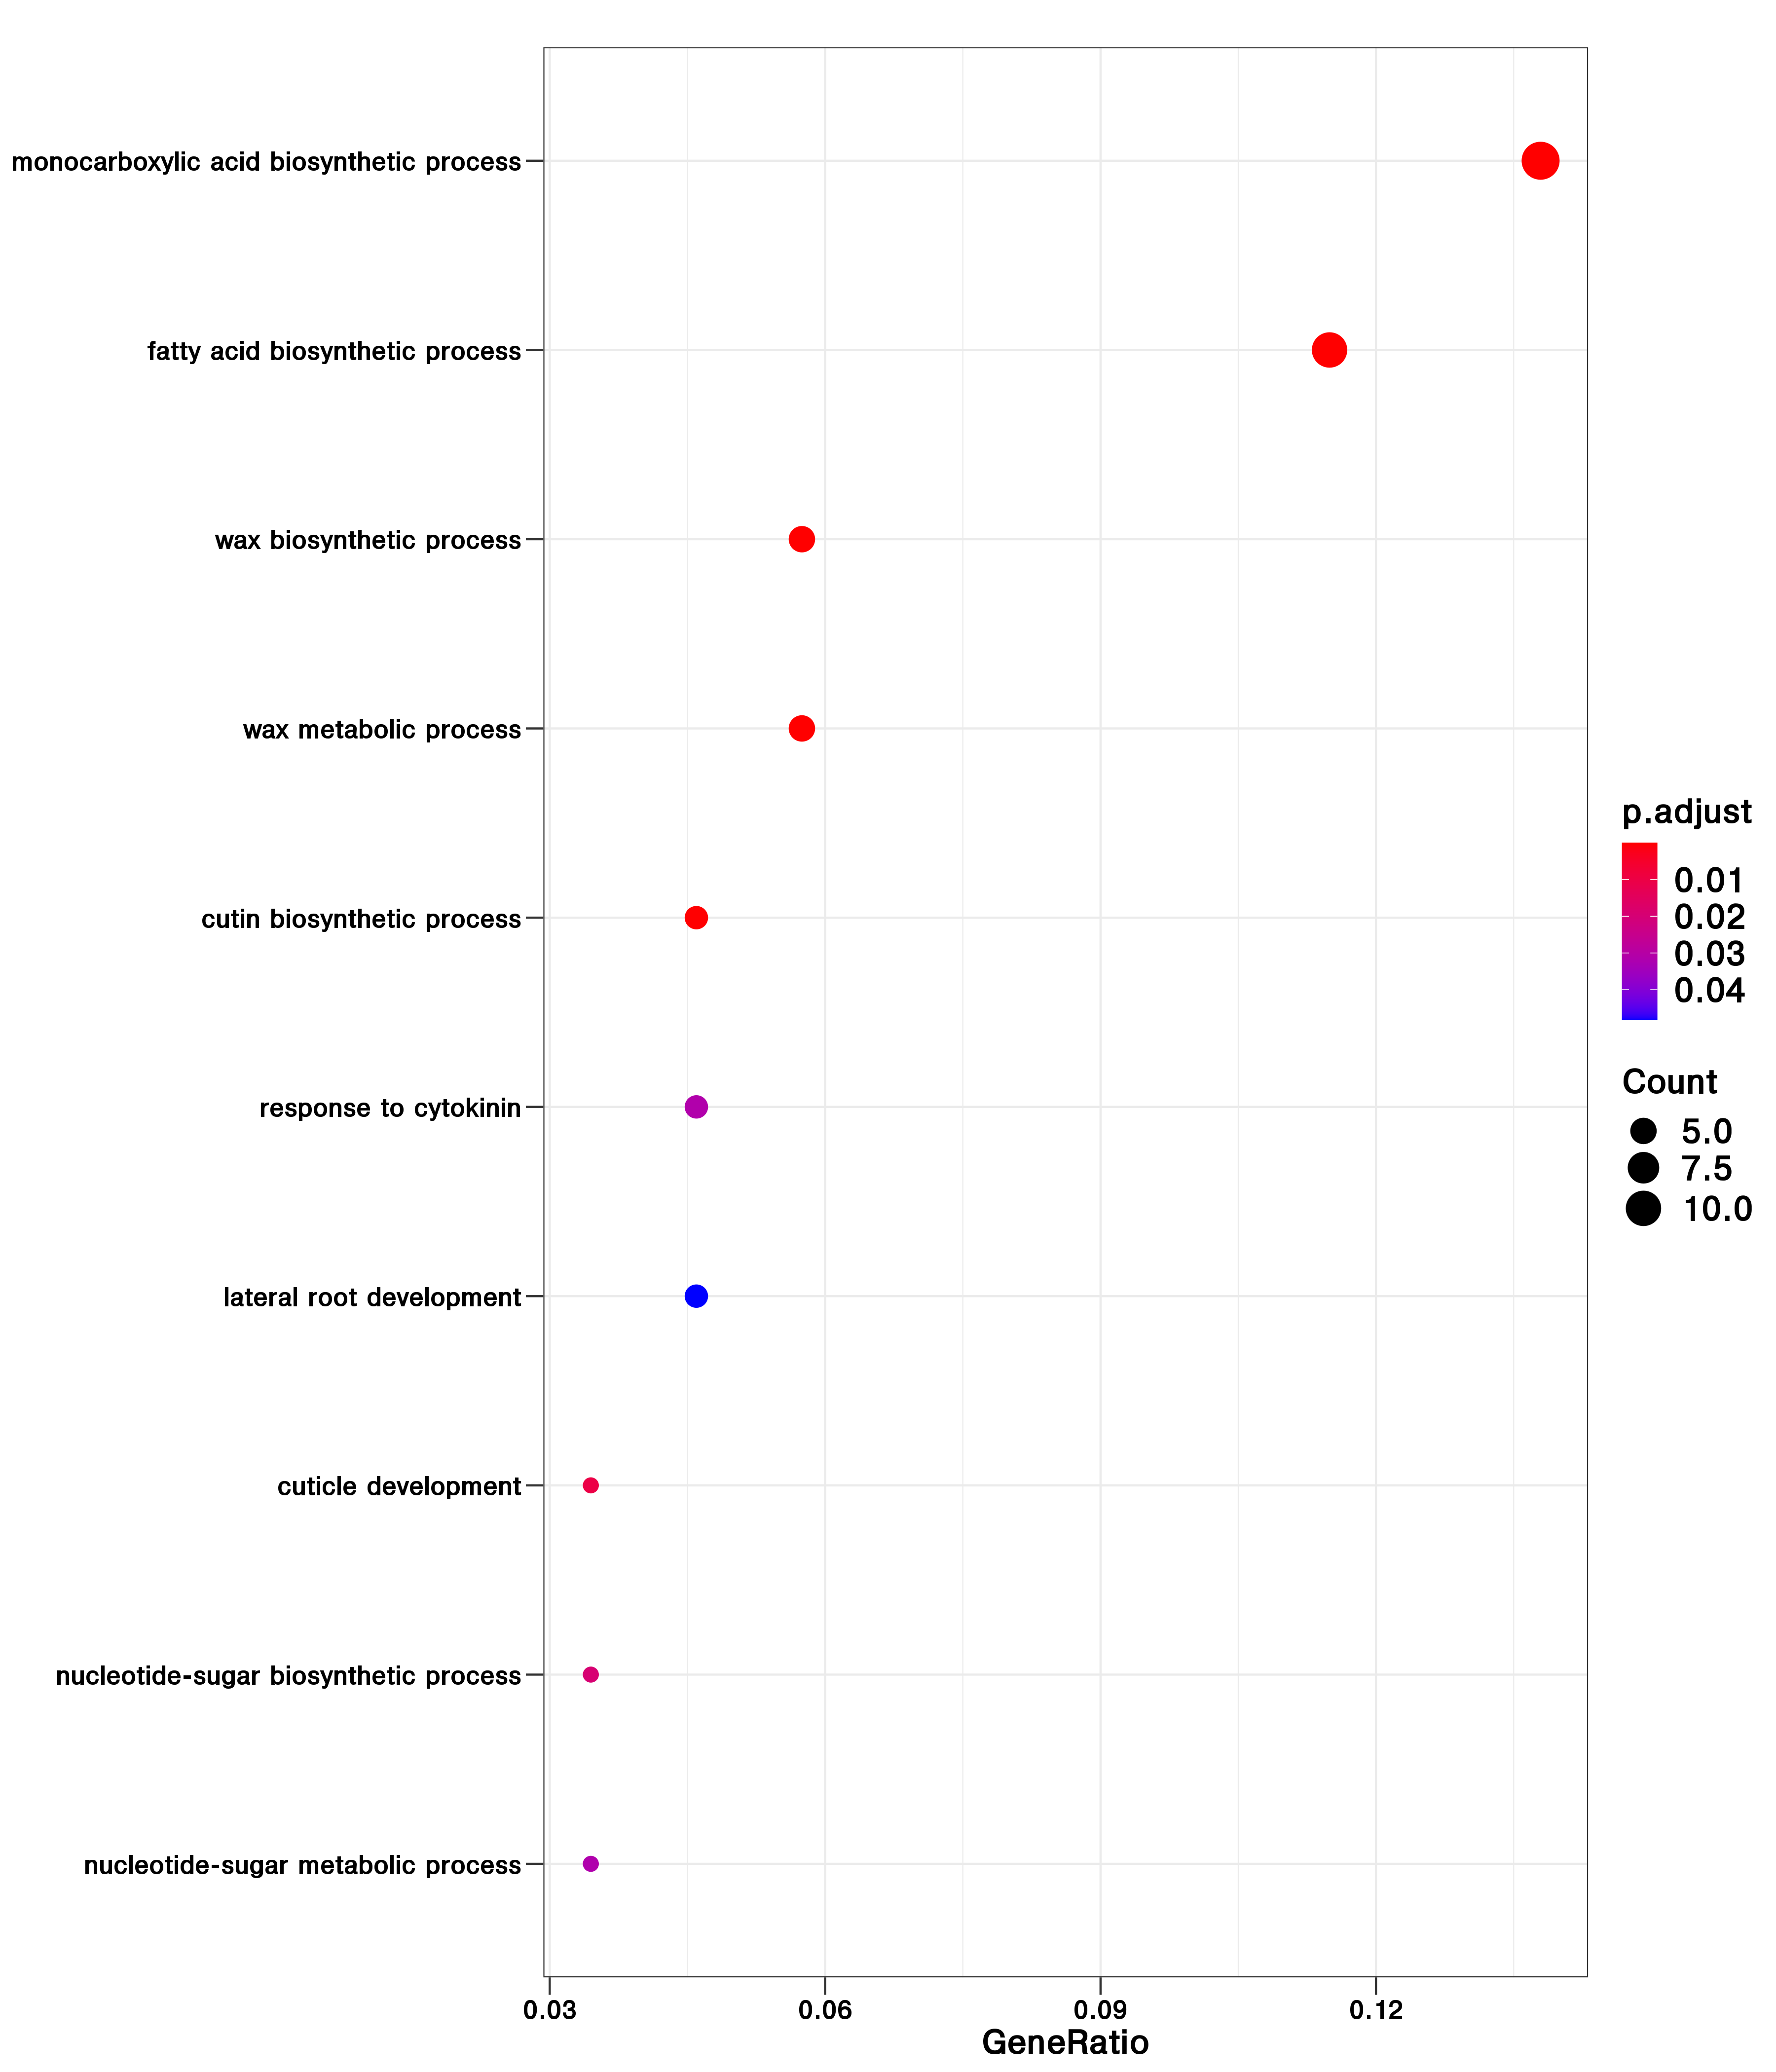 monocarboxylic acid biosynthetic process
fatty acid biosynthetic process
wax biosynthetic process
wax metabolic process
cutin biosynthetic process
response to cytokinin
lateral root development
cuticle development
nucleotide-sugar biosynthetic process
nucleotide-sugar metabolic process
0.03 0.06 0.09 0.12
GeneRatio
p.adjust
0.01
0.02
0.03
0.04
Count
5.0
7.5
10.0